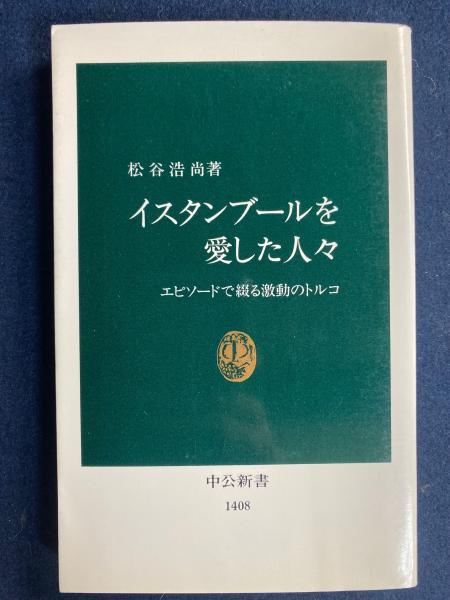 松谷浩尚著
イスタンブールを
愛した人々
エピソードで綴る激動のトルコ
中公新書
1408